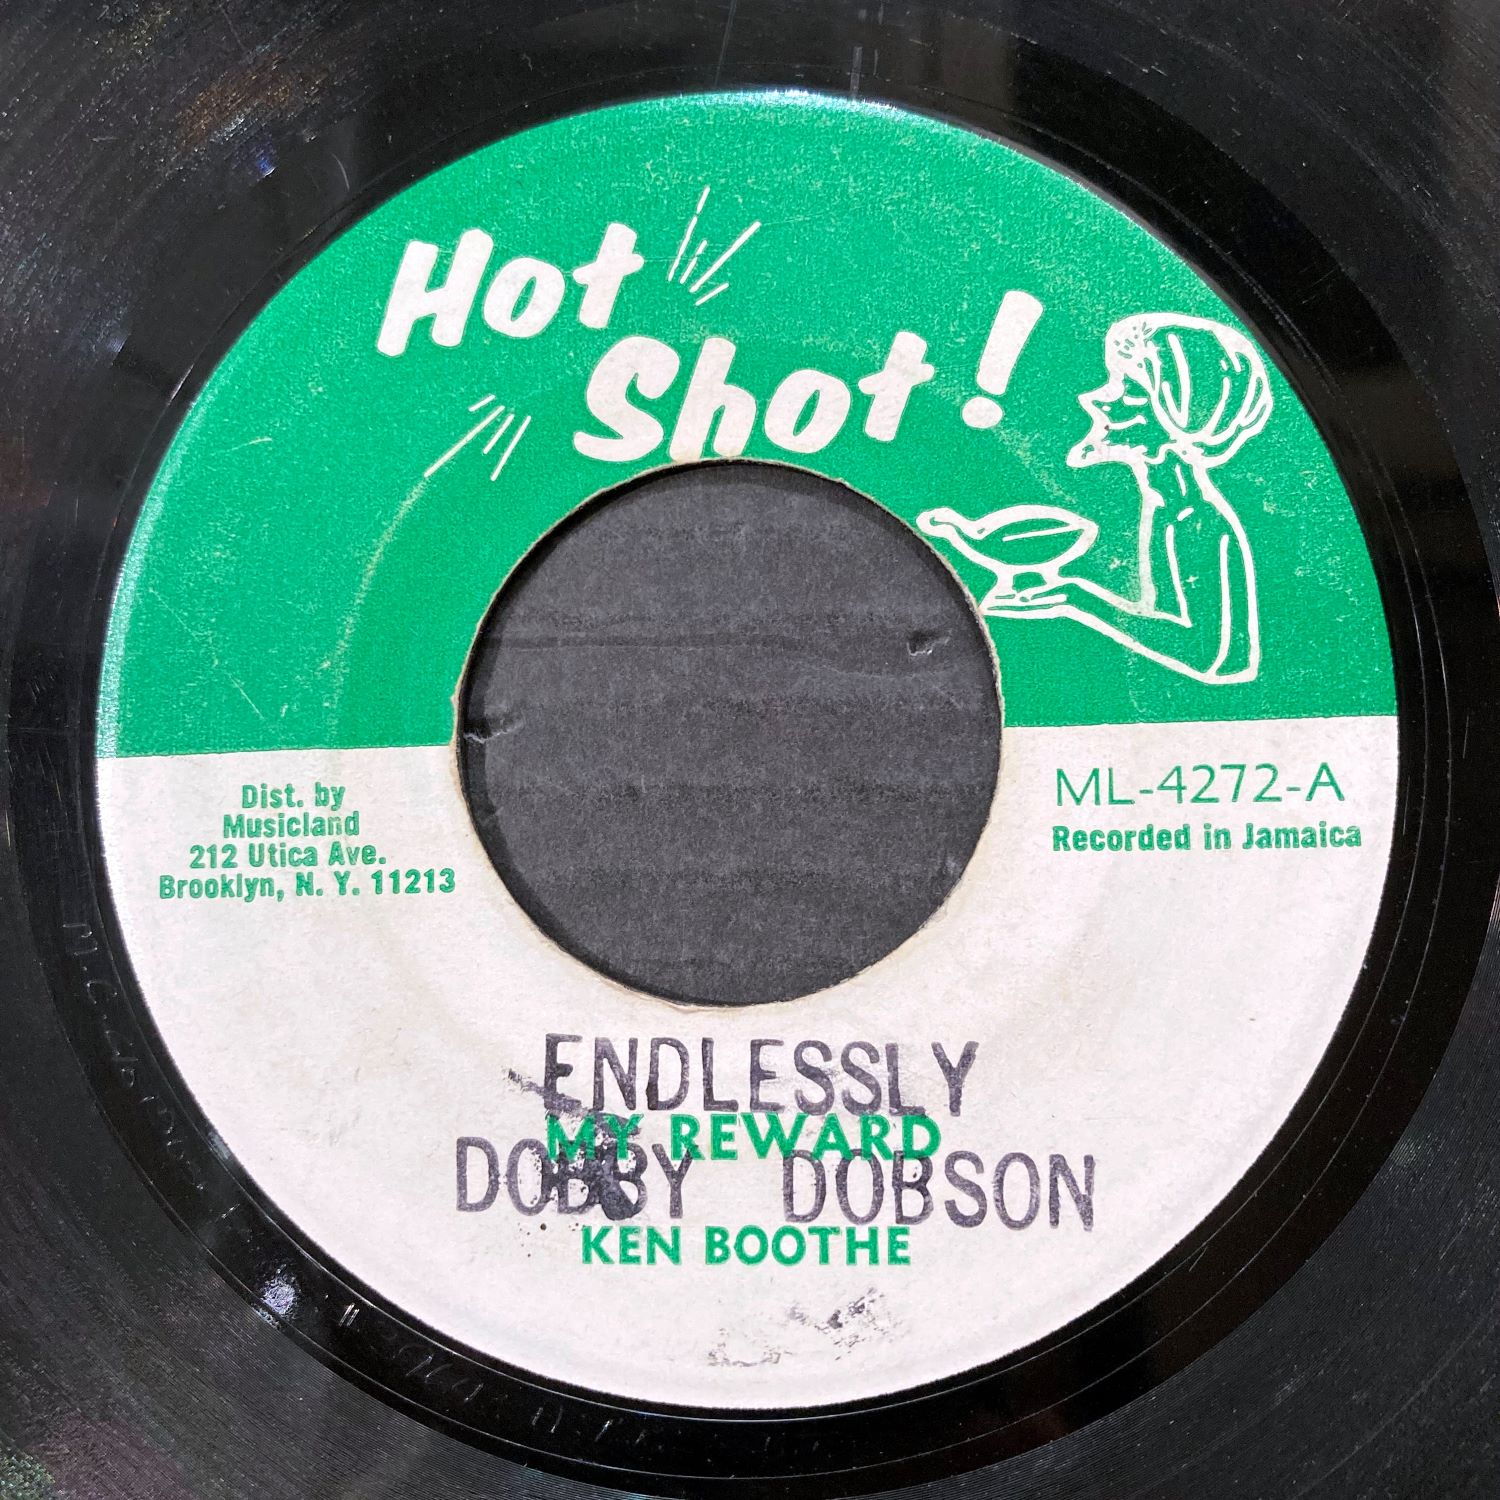 Hot
Shot!
Dist. by
Musicland
212 Utica Ave.
Brooklyn, N. Y. 11213
ML-4272-A
Recorded in Jamaica
ENDLESSLY
MY REWARD
DOBBY DOBSON
KEN BOOTHE